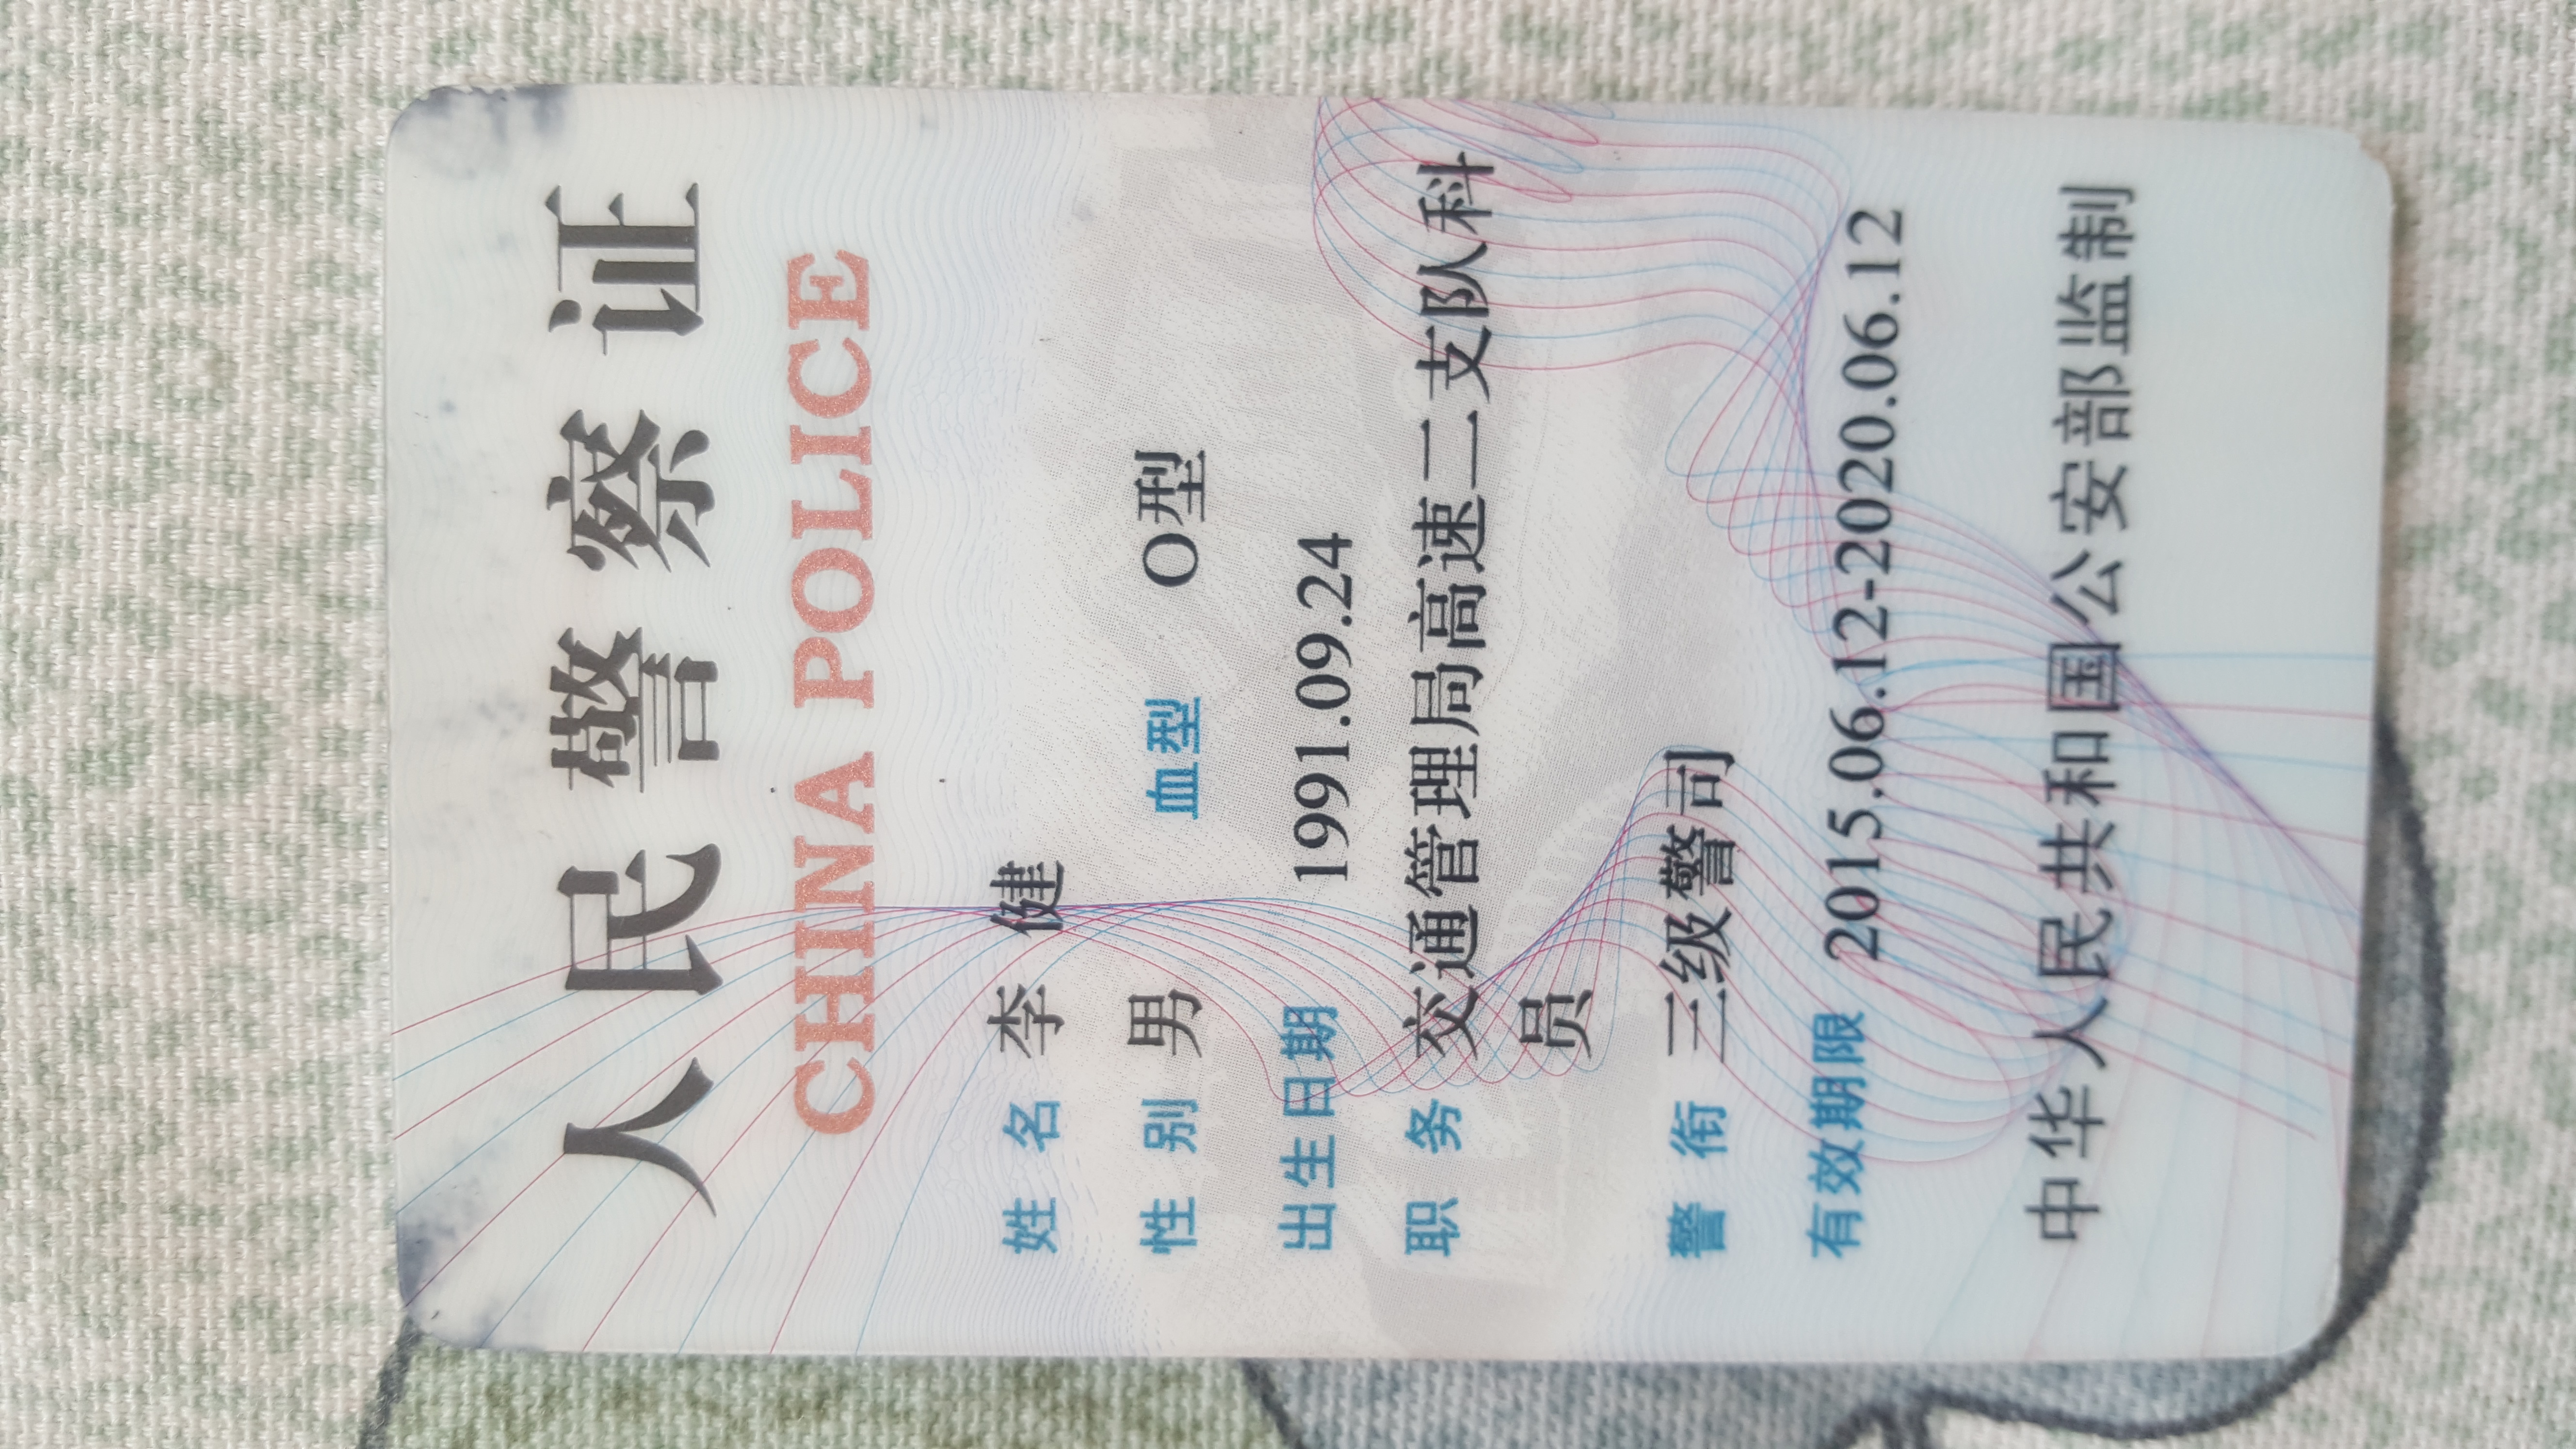 人民警察证
CHINA POLICE
姓 名 李 健
性 别 男 血型 O型
出生日期 1991.09.24
职 务 交通管理局高速二支队科
员
警 衔 三级警司
有效期限 2015.06.12-2020.06.12
中华人民共和国公安部监制